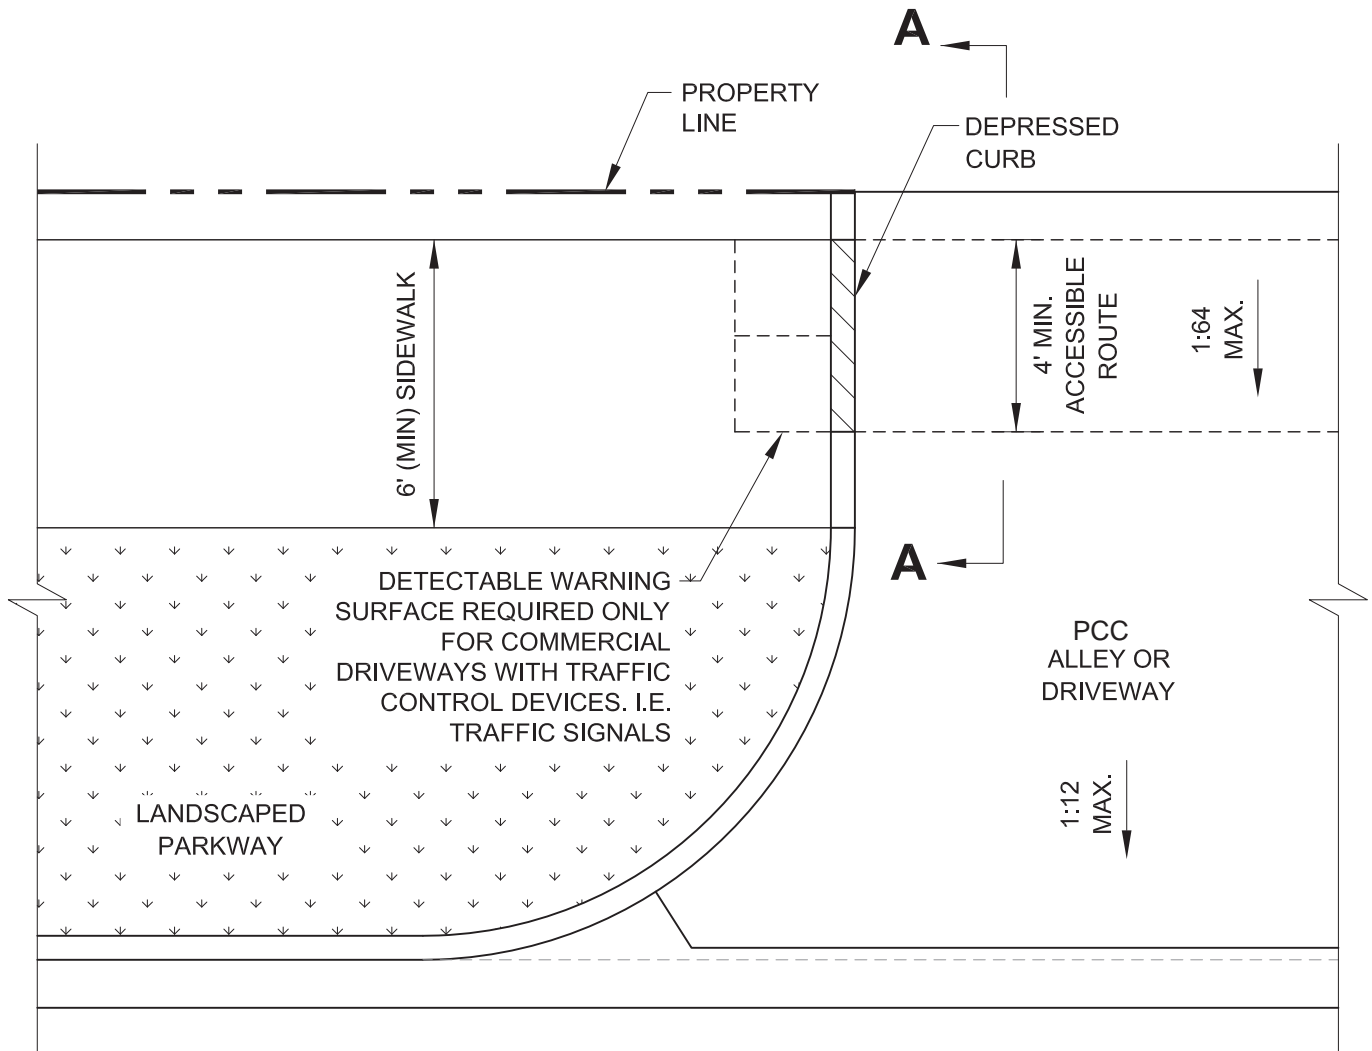 A
PROPERTY
LINE
DEPRESSED
CURB
6' (MIN) SIDEWALK
4' MIN.
ACCESSIBLE
ROUTE
1:64
MAX.
A
DETECTABLE WARNING
SURFACE REQUIRED ONLY
FOR COMMERCIAL
DRIVEWAYS WITH TRAFFIC
CONTROL DEVICES. I.E.
TRAFFIC SIGNALS
PCC
ALLEY OR
DRIVEWAY
1:12
MAX.
LANDSCAPED
PARKWAY